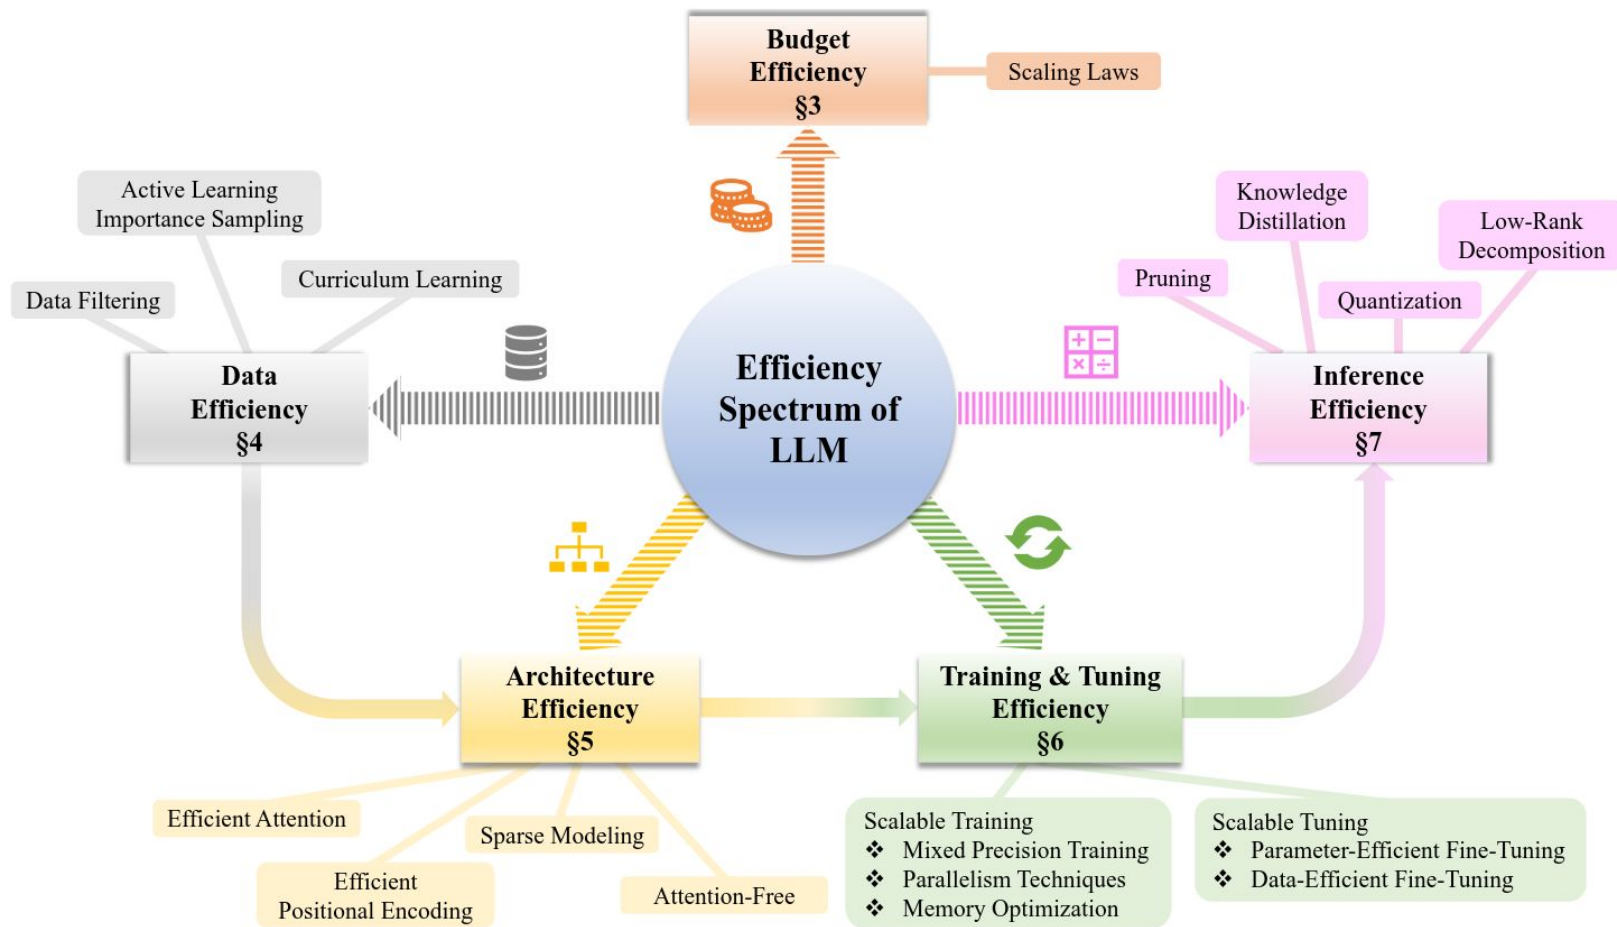 Budget
Efficiency
§3
Scaling Laws
Active Learning
Importance Sampling
Data Filtering
Curriculum Learning
Data
Efficiency
§4
Efficiency
Spectrum of
LLM
Knowledge
Distillation
Low-Rank
Decomposition
Pruning
Quantization
Inference
Efficiency
§7
Architecture
Efficiency
§5
Efficient Attention
Sparse Modeling
Efficient
Positional Encoding
Attention-Free
Training & Tuning
Efficiency
§6
Scalable Training
❖ Mixed Precision Training
❖ Parallelism Techniques
❖ Memory Optimization
Scalable Tuning
❖ Parameter-Efficient Fine-Tuning
❖ Data-Efficient Fine-Tuning